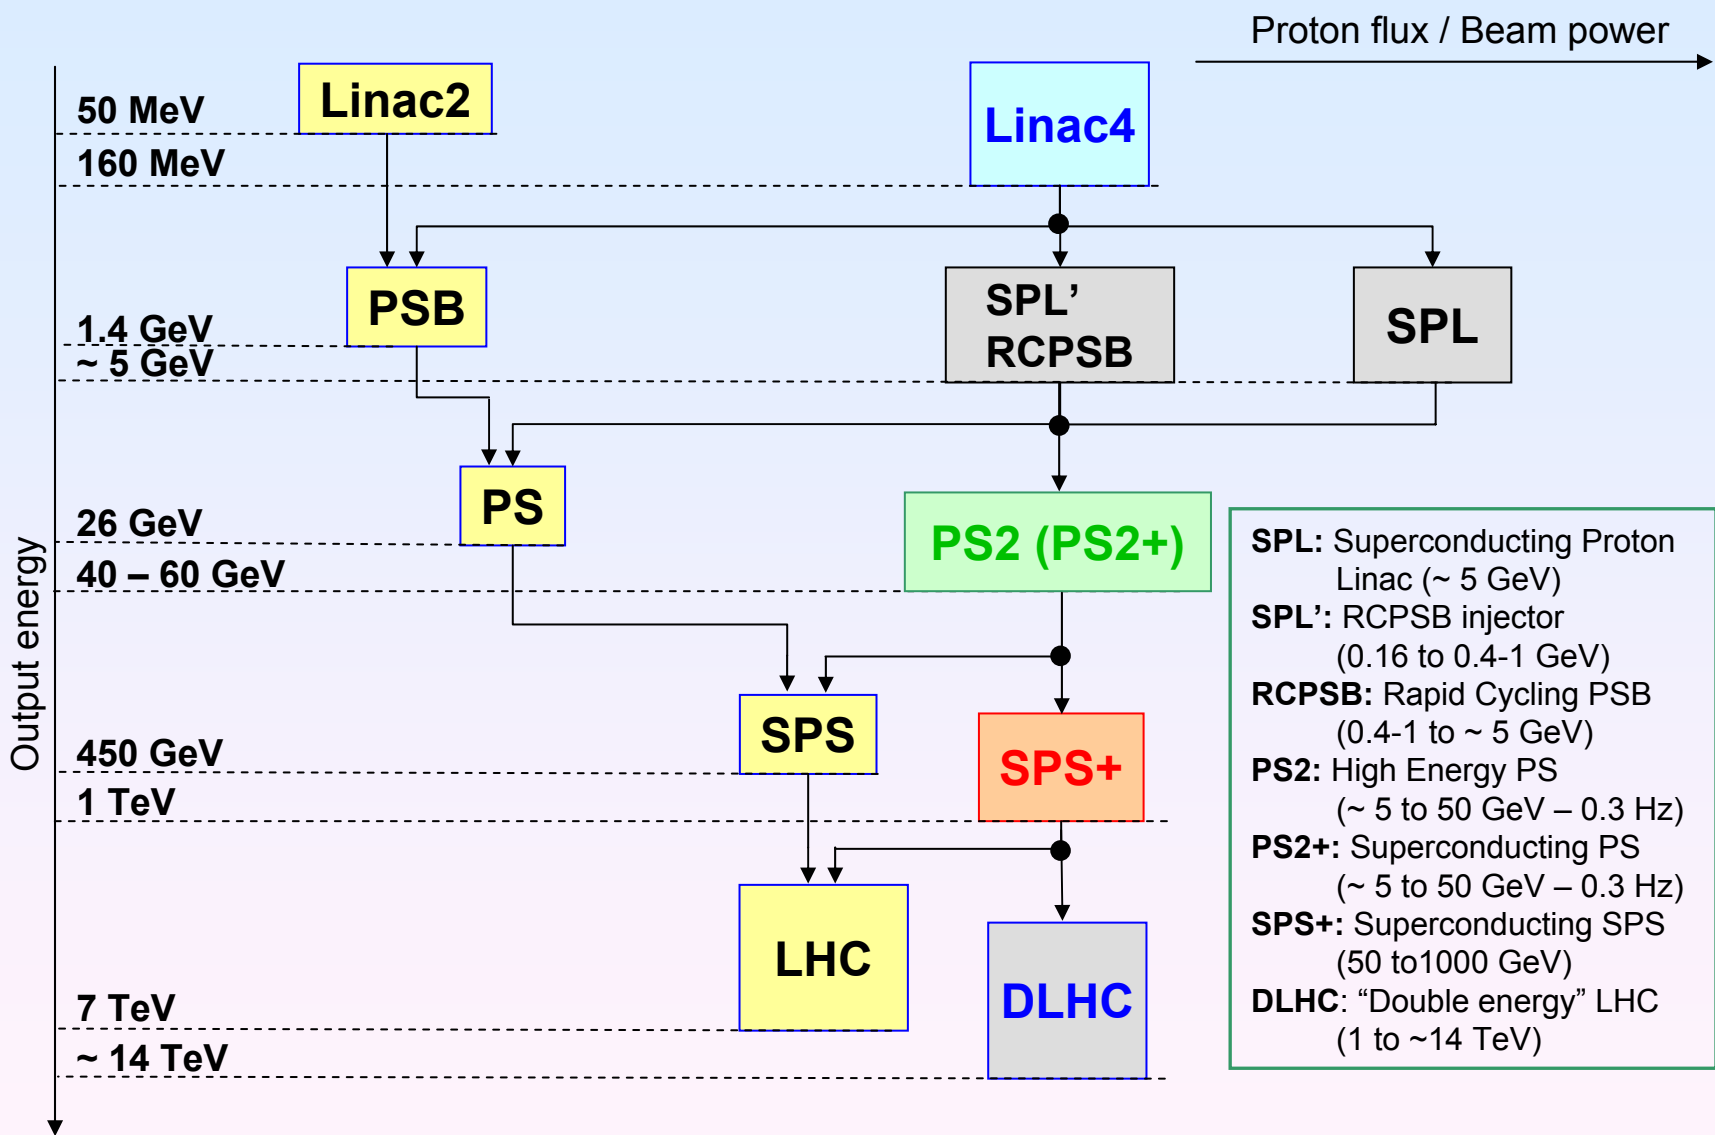 Proton flux / Beam power
50 MeV
Linac2
Linac4
160 MeV
PSB
SPL’
RCPSB
SPL
1.4 GeV
~ 5 GeV
PS
PS2 (PS2+)
26 GeV
40 – 60 GeV
Output energy
SPS
SPS+
450 GeV
1 TeV
LHC
DLHC
7 TeV
~ 14 TeV
SPL: Superconducting Proton
Linac (~ 5 GeV)
SPL’: RCPSB injector
(0.16 to 0.4-1 GeV)
RCPSB: Rapid Cycling PSB
(0.4-1 to ~ 5 GeV)
PS2: High Energy PS
(~ 5 to 50 GeV – 0.3 Hz)
PS2+: Superconducting PS
(~ 5 to 50 GeV – 0.3 Hz)
SPS+: Superconducting SPS
(50 to1000 GeV)
DLHC: “Double energy” LHC
(1 to ~14 TeV)